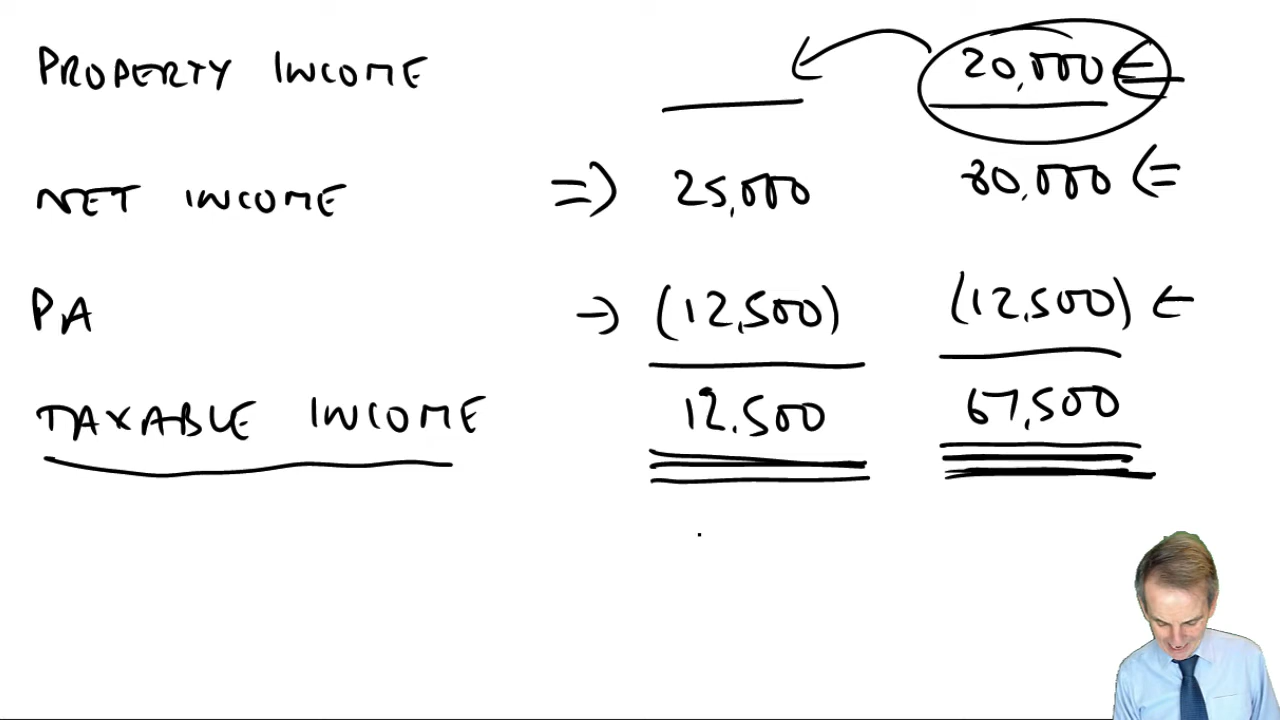 PROPERTY INCOME 20,000 ←
NET INCOME => 25,000 80,000 <=
PA → (12,500) (12,500) ←
TAXABLE INCOME 12.500 67,500